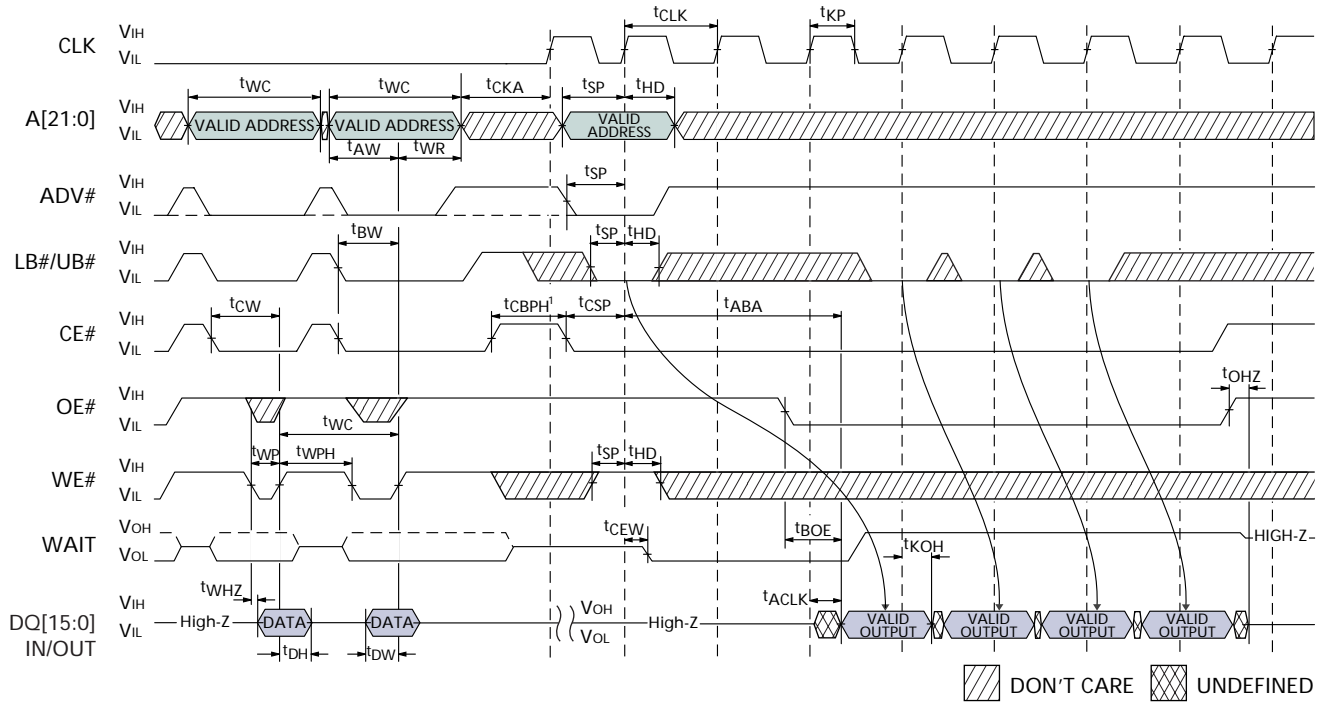 tCLK tKP
CLK VIH
VIL
tWC tWC tCKA tSP tHD
A[21:0] VIH
VIL
VALID ADDRESS VALID ADDRESS VALID
ADDRESS
tAW tWR
ADV# VIH
VIL
tSP
tBW tSP tHD
LB#/UB# VIH
VIL
tCW tCBPH1 tCSP tABA
CE# VIH
VIL
tOHZ
OE# VIH
VIL
tWC
tWP tWPH tSP tHD
WE# VIH
VIL
WAIT VOH
VOL
tCEW tBOE tKOH HIGH-Z
tWHZ tACLK
DQ[15:0]
IN/OUT
VIH
VIL
High-Z DATA DATA VOH
VOL
High-Z VALID
OUTPUT
VALID
OUTPUT
VALID
OUTPUT
VALID
OUTPUT
tDH tDW
DON'T CARE UNDEFINED